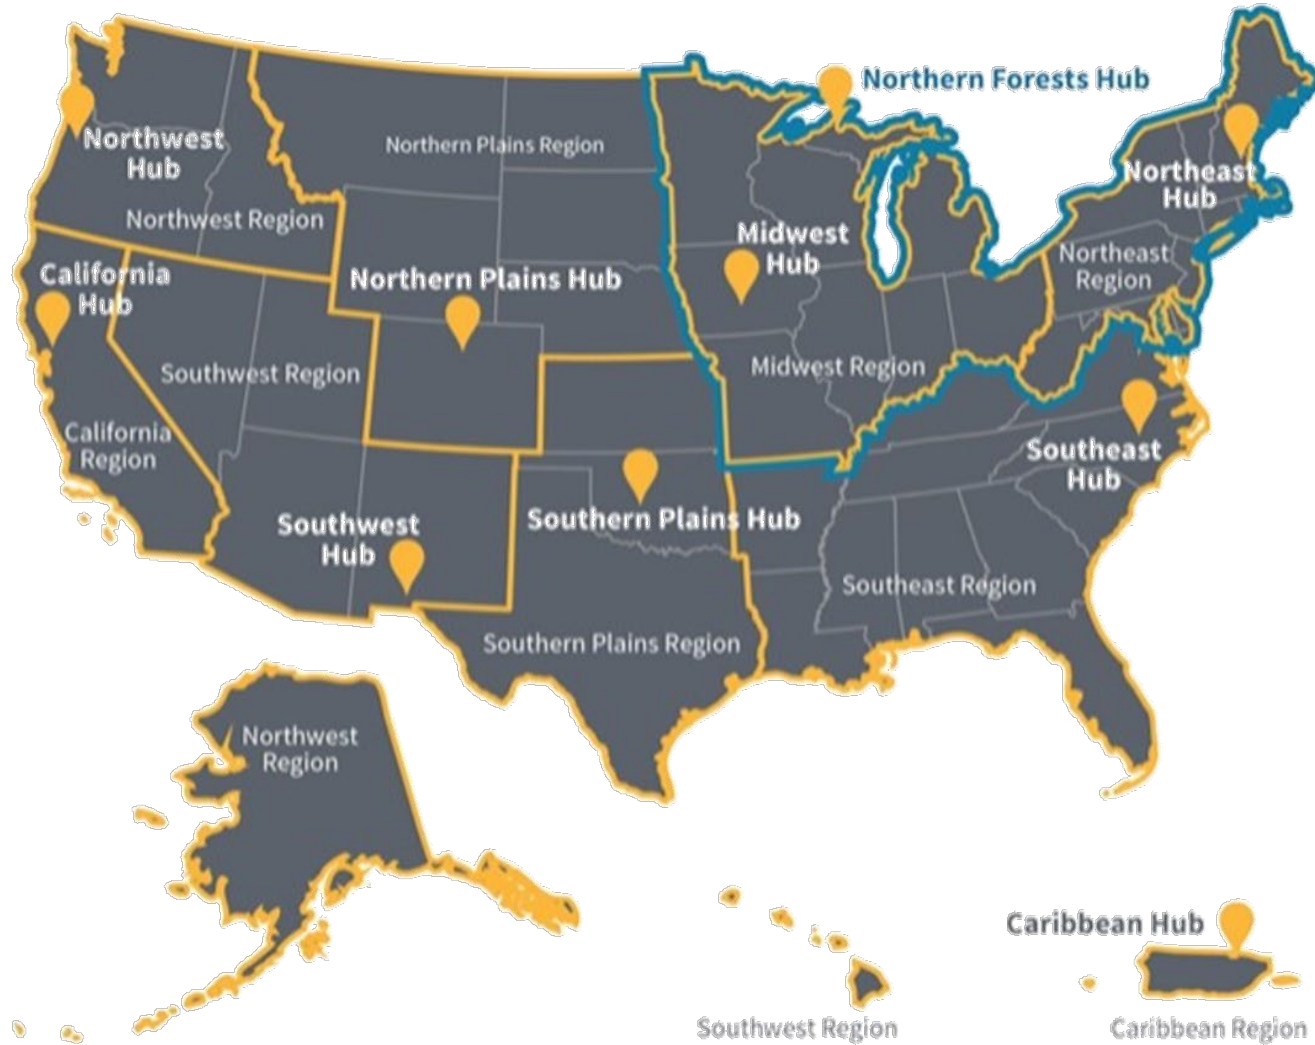 Northern Forests Hub
Northwest
Hub
Northern Plains Region
Northeast
Hub
Northwest Region
Midwest
Hub
Northeast
Region
California
Hub
Northern Plains Hub
Southwest Region
Midwest Region
California
Region
Southeast
Hub
Southwest
Hub
Southern Plains Hub
Southeast Region
Southern Plains Region
Northwest
Region
Caribbean Hub
Southwest Region
Caribbean Region